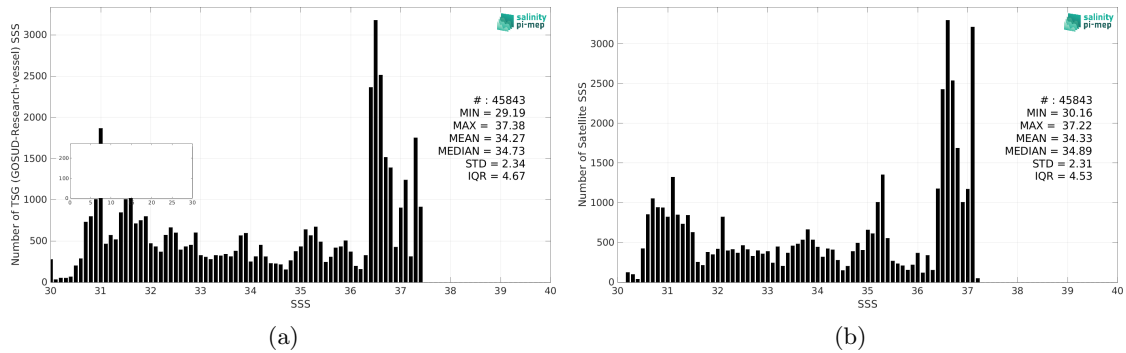 salinity
pi-mep
Number of TSG (GOSUD-Research-vessel) SSS
3000
2500
2000
1500
1000
500
0
# : 45843
MIN = 29.19
MAX = 37.38
MEAN = 34.27
MEDIAN = 34.73
STD = 2.34
IQR = 4.67
200
100
0
0 5 10 15 20 25 30
30 31 32 33 34 35 36 37 38 39 40
SSS
(a)
salinity
pi-mep
Number of Satellite SSS
3000
2500
2000
1500
1000
500
0
# : 45843
MIN = 30.16
MAX = 37.22
MEAN = 34.33
MEDIAN = 34.89
STD = 2.31
IQR = 4.53
30 31 32 33 34 35 36 37 38 39 40
SSS
(b)